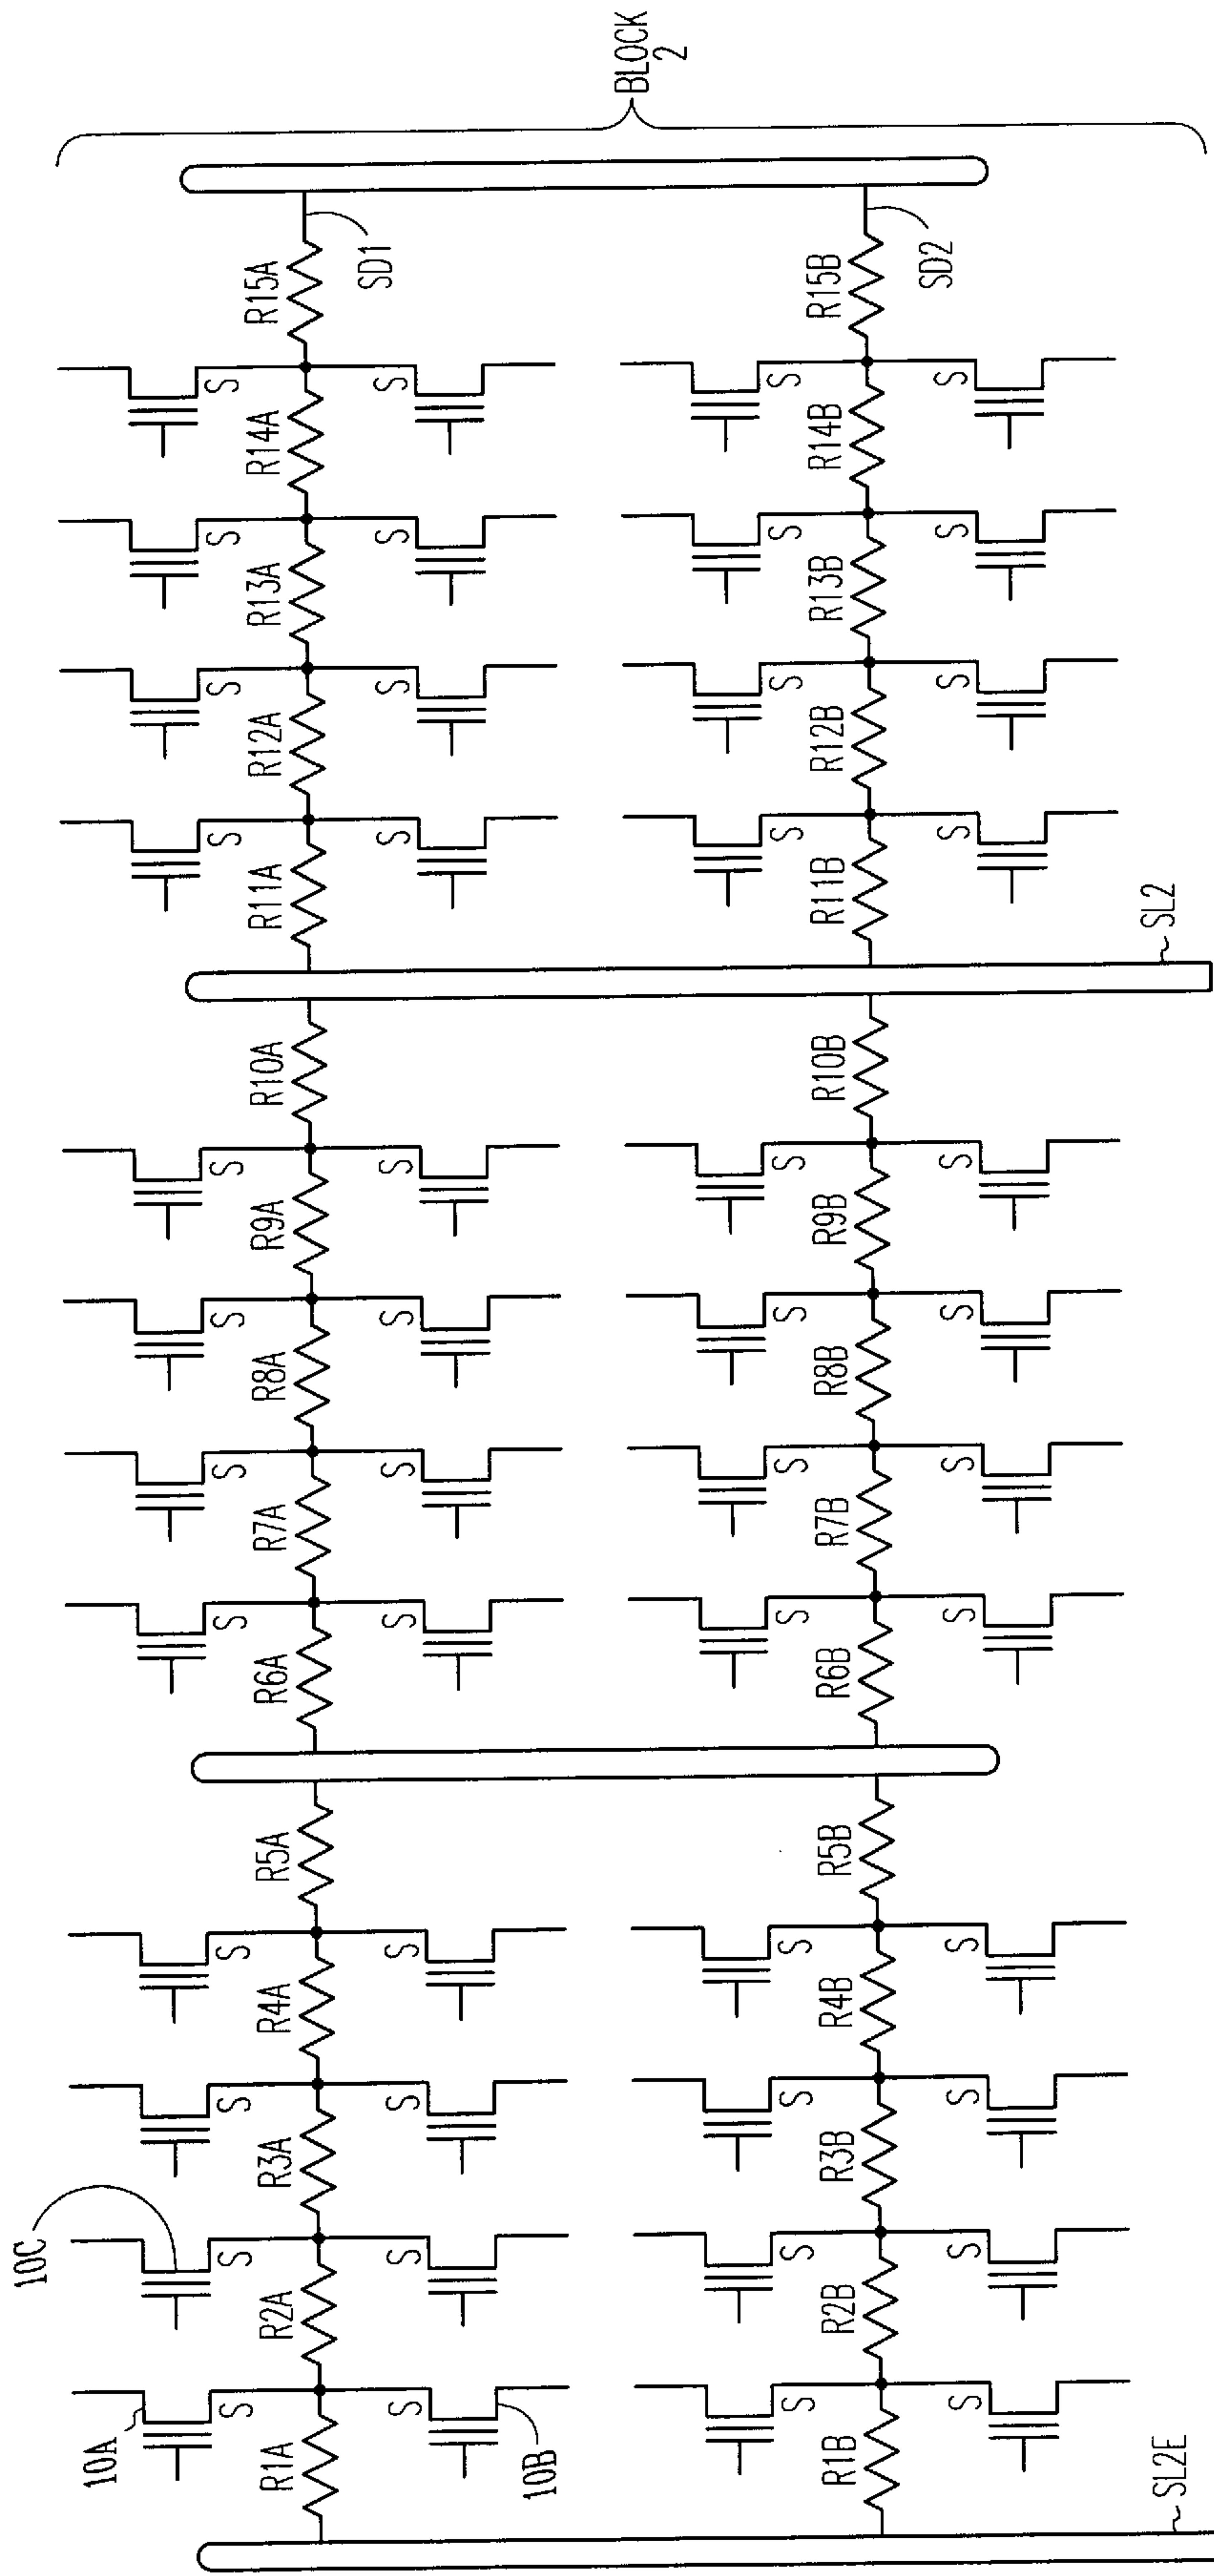 10C
10A
S S S S S S S S S S S S
R1A R2A R3A R4A R5A R6A R7A R8A R9A R10A R11A R12A R13A R14A R15A
SD1
S S S S S S S S S S S S
10B
BLOCK
2
S S S S S S S S S S S S
R1B R2B R3B R4B R5B R6B R7B R8B R9B R10B R11B R12B R13B R14B R15B
SD2
S S S S S S S S S S S S
SL2E
SL2